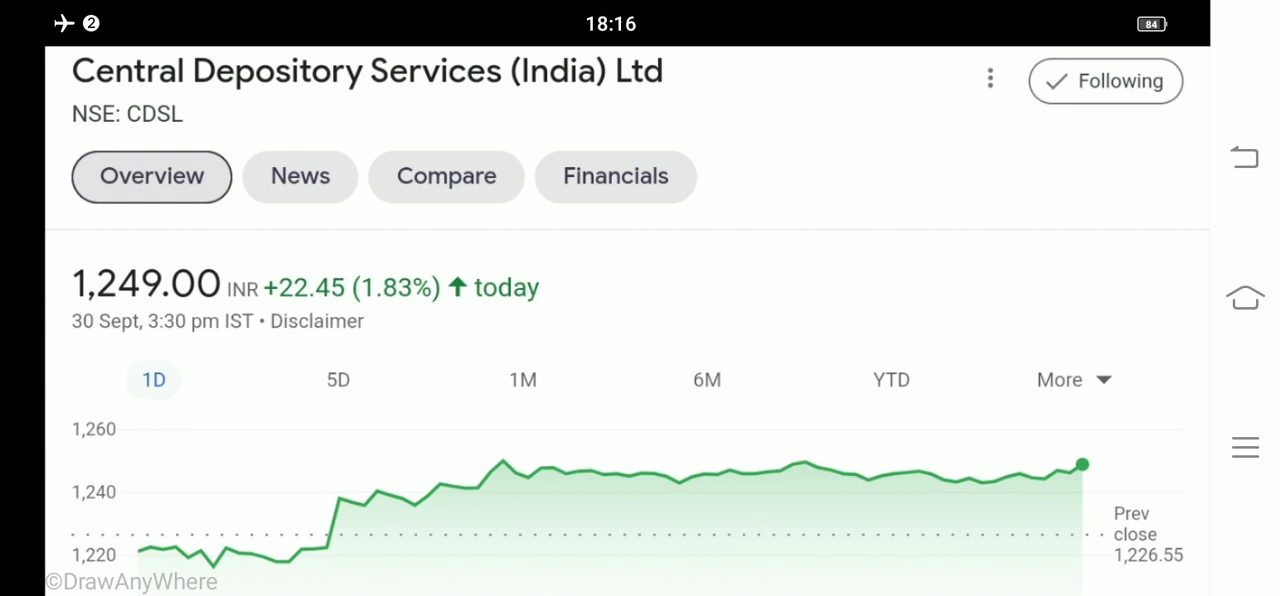 2 18:16 84
Central Depository Services (India) Ltd
Following
NSE: CDSL
Overview News Compare Financials
1,249.00 INR +22.45 (1.83%) ↑ today
30 Sept, 3:30 pm IST • Disclaimer
1D 5D 1M 6M YTD More
1,260
1,240
1,220
Prev
close
1,226.55
©DrawAnyWhere